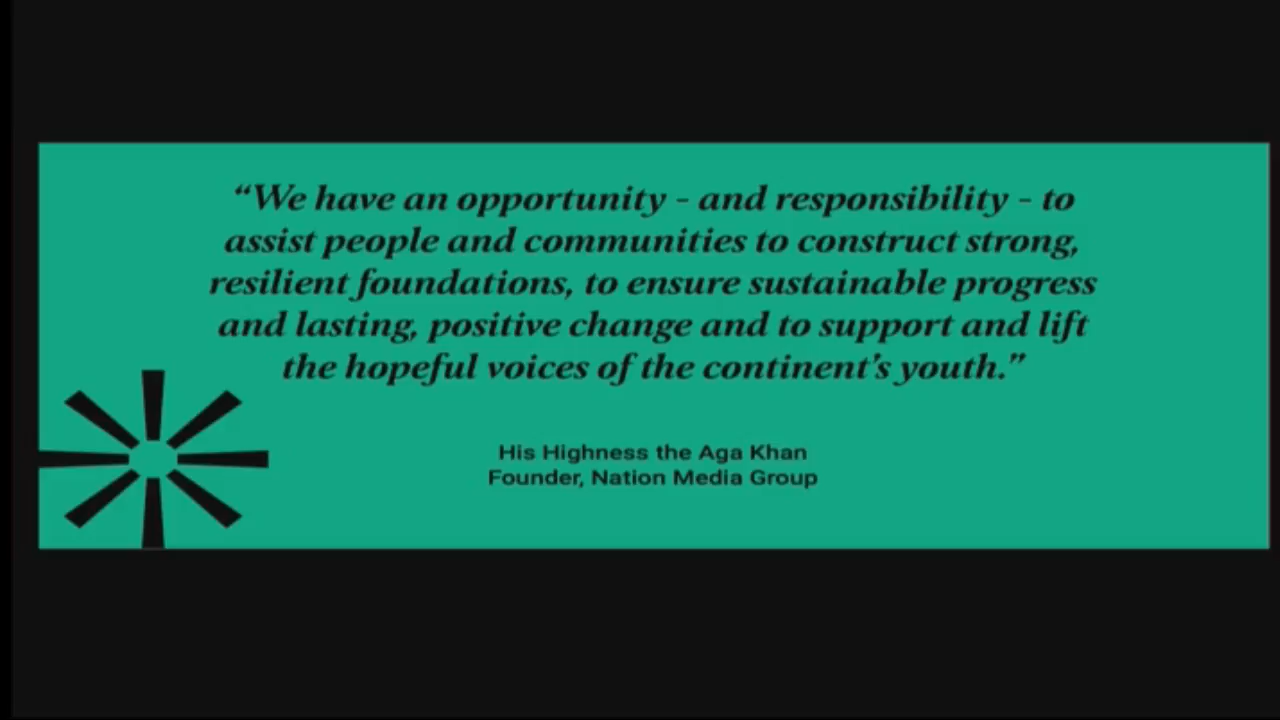 “We have an opportunity - and responsibility - to
assist people and communities to construct strong,
resilient foundations, to ensure sustainable progress
and lasting, positive change and to support and lift
the hopeful voices of the continent’s youth.”
His Highness the Aga Khan
Founder, Nation Media Group